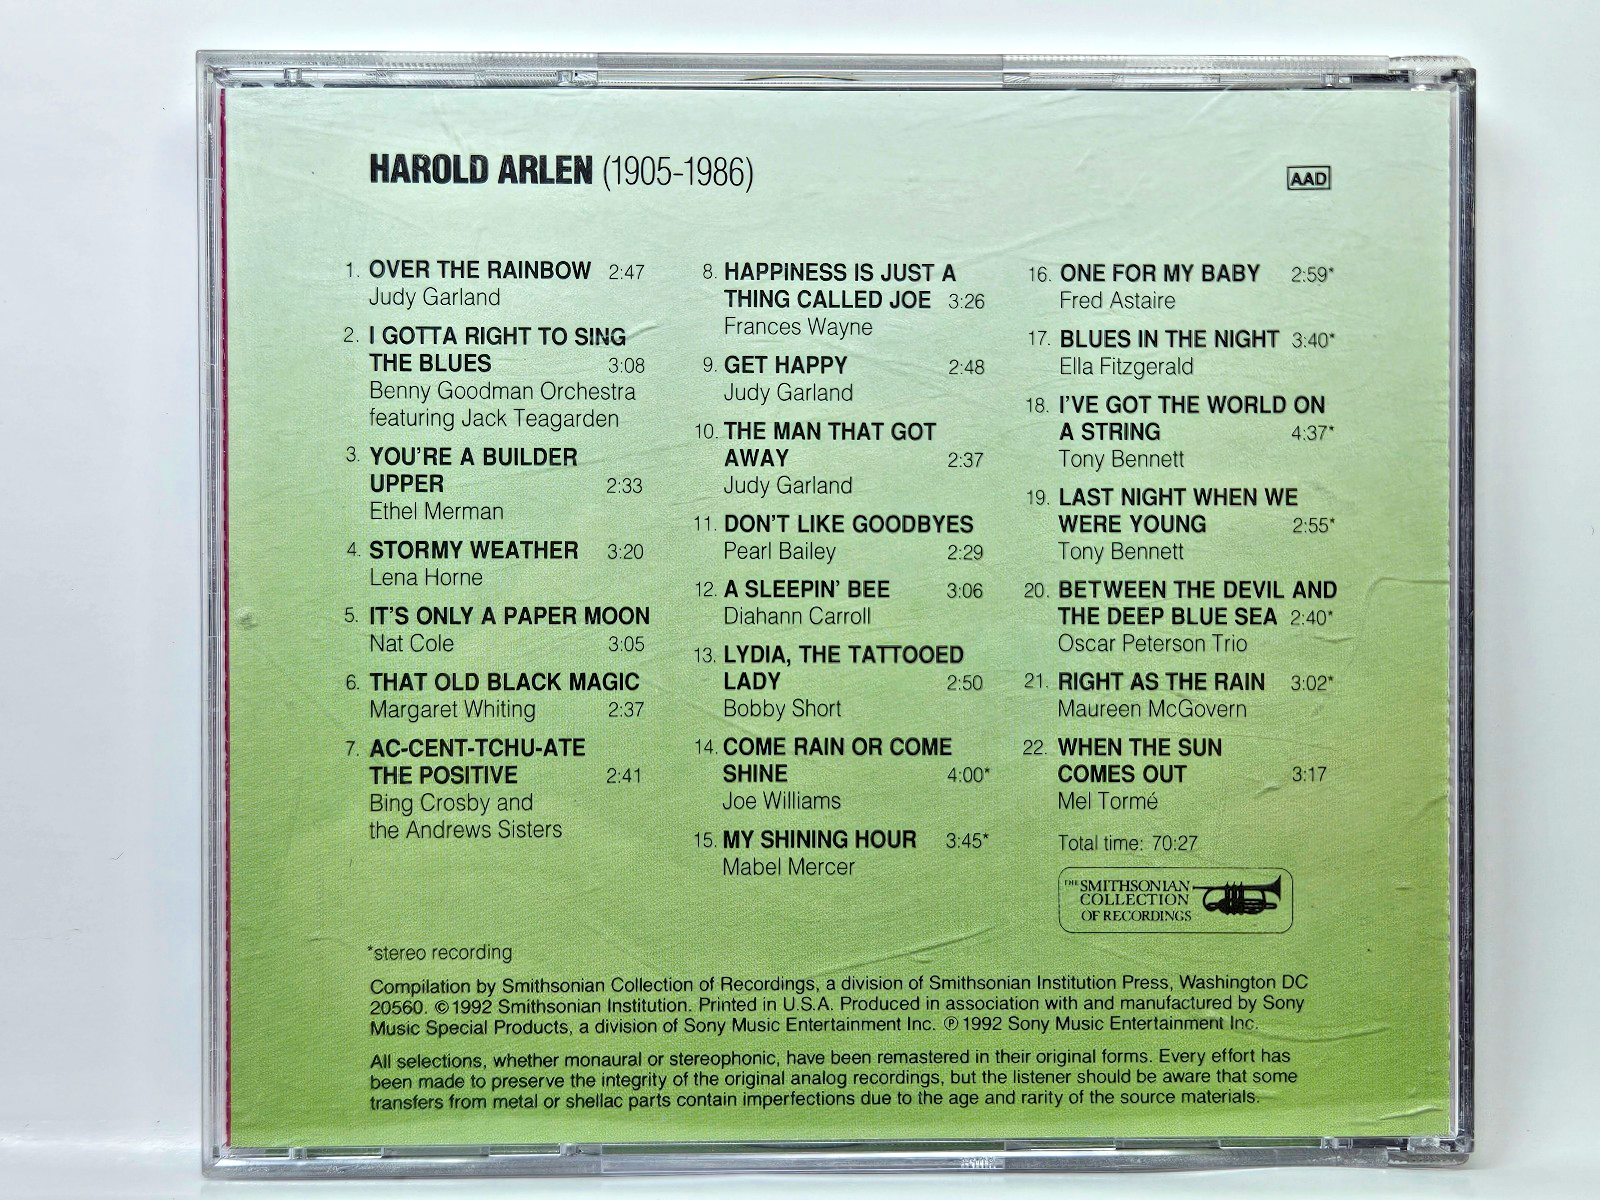 HAROLD ARLEN (1905-1986)
AAD
1. OVER THE RAINBOW 2:47
Judy Garland
2. I GOTTA RIGHT TO SING
THE BLUES 3:08
Benny Goodman Orchestra
featuring Jack Teagarden
3. YOU'RE A BUILDER
UPPER 2:33
Ethel Merman
4. STORMY WEATHER 3:20
Lena Horne
5. IT'S ONLY A PAPER MOON
Nat Cole 3:05
6. THAT OLD BLACK MAGIC
Margaret Whiting 2:37
7. AC-CENT-TCHU-ATE
THE POSITIVE 2:41
Bing Crosby and
the Andrews Sisters
8. HAPPINESS IS JUST A
THING CALLED JOE 3:26
Frances Wayne
9. GET HAPPY 2:48
Judy Garland
10. THE MAN THAT GOT
AWAY 2:37
Judy Garland
11. DON'T LIKE GOODBYES
Pearl Bailey 2:29
12. A SLEEPIN' BEE 3:06
Diahann Carroll
13. LYDIA, THE TATTOOED
LADY 2:50
Bobby Short
14. COME RAIN OR COME
SHINE 4:00*
Joe Williams
15. MY SHINING HOUR 3:45*
Mabel Mercer
16. ONE FOR MY BABY 2:59*
Fred Astaire
17. BLUES IN THE NIGHT 3:40*
Ella Fitzgerald
18. I'VE GOT THE WORLD ON
A STRING 4:37*
Tony Bennett
19. LAST NIGHT WHEN WE
WERE YOUNG 2:55*
Tony Bennett
20. BETWEEN THE DEVIL AND
THE DEEP BLUE SEA 2:40*
Oscar Peterson Trio
21. RIGHT AS THE RAIN 3:02*
Maureen McGovern
22. WHEN THE SUN
COMES OUT 3:17
Mel Tormé
Total time: 70:27
THE SMITHSONIAN
COLLECTION
OF RECORDINGS
*stereo recording
Compilation by Smithsonian Collection of Recordings, a division of Smithsonian Institution Press, Washington DC
20560. ©1992 Smithsonian Institution. Printed in U.S.A. Produced in association with and manufactured by Sony
Music Special Products, a division of Sony Music Entertainment Inc. ℗1992 Sony Music Entertainment Inc.
All selections, whether monaural or stereophonic, have been remastered in their original forms. Every effort has
been made to preserve the integrity of the original analog recordings, but the listener should be aware that some
transfers from metal or shellac parts contain imperfections due to the age and rarity of the source materials.